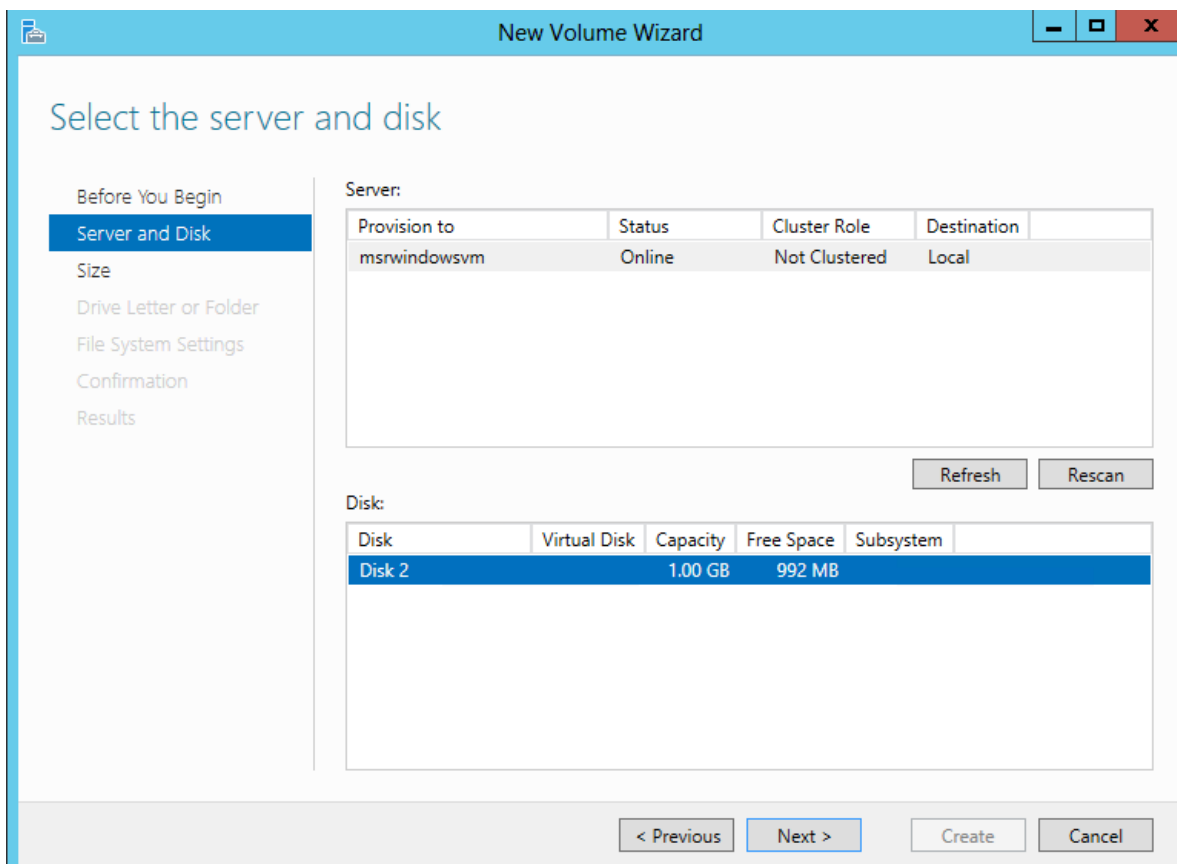 New Volume Wizard
Select the server and disk
Before You Begin
Server and Disk
Size
Drive Letter or Folder
File System Settings
Confirmation
Results
Server:
Provision to Status Cluster Role Destination
msrwindowsvm Online Not Clustered Local
Refresh Rescan
Disk:
Disk Virtual Disk Capacity Free Space Subsystem
Disk 2 1.00 GB 992 MB
< Previous Next > Create Cancel